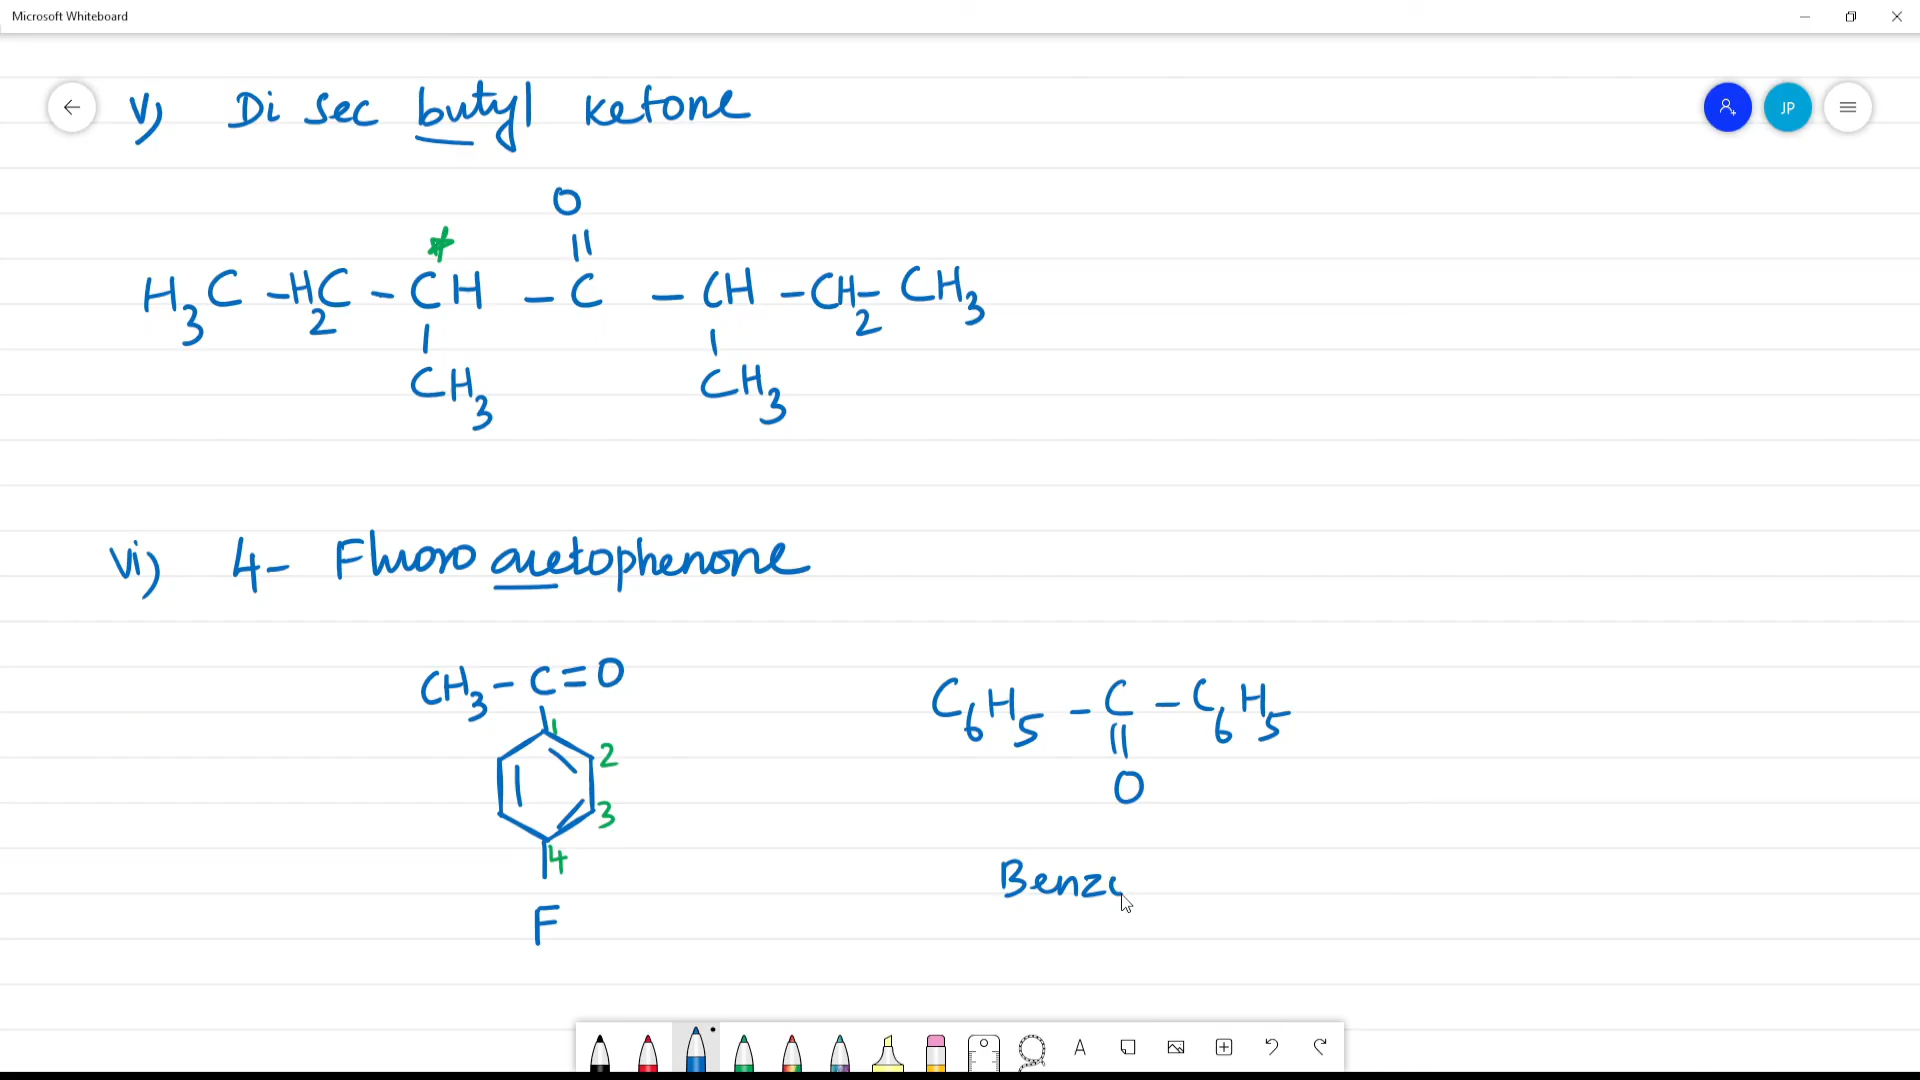 Microsoft Whiteboard
JP
v) Di sec butyl ketone
O
||
*
H3C - H2C - CH - C - CH - CH2 - CH3
| |
CH3 CH3
vi) 4- Fluoro acetophenone
CH3 - C = O
1
2
3
4
F
C6H5 - C - C6H5
||
O
Benzo
A